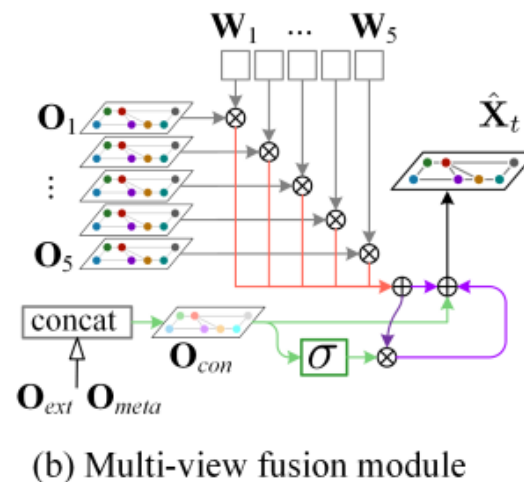 W1 ... W5
O1
X̂t
⋮
O5
concat
Ocon
σ
Oext Ometa
(b) Multi-view fusion module